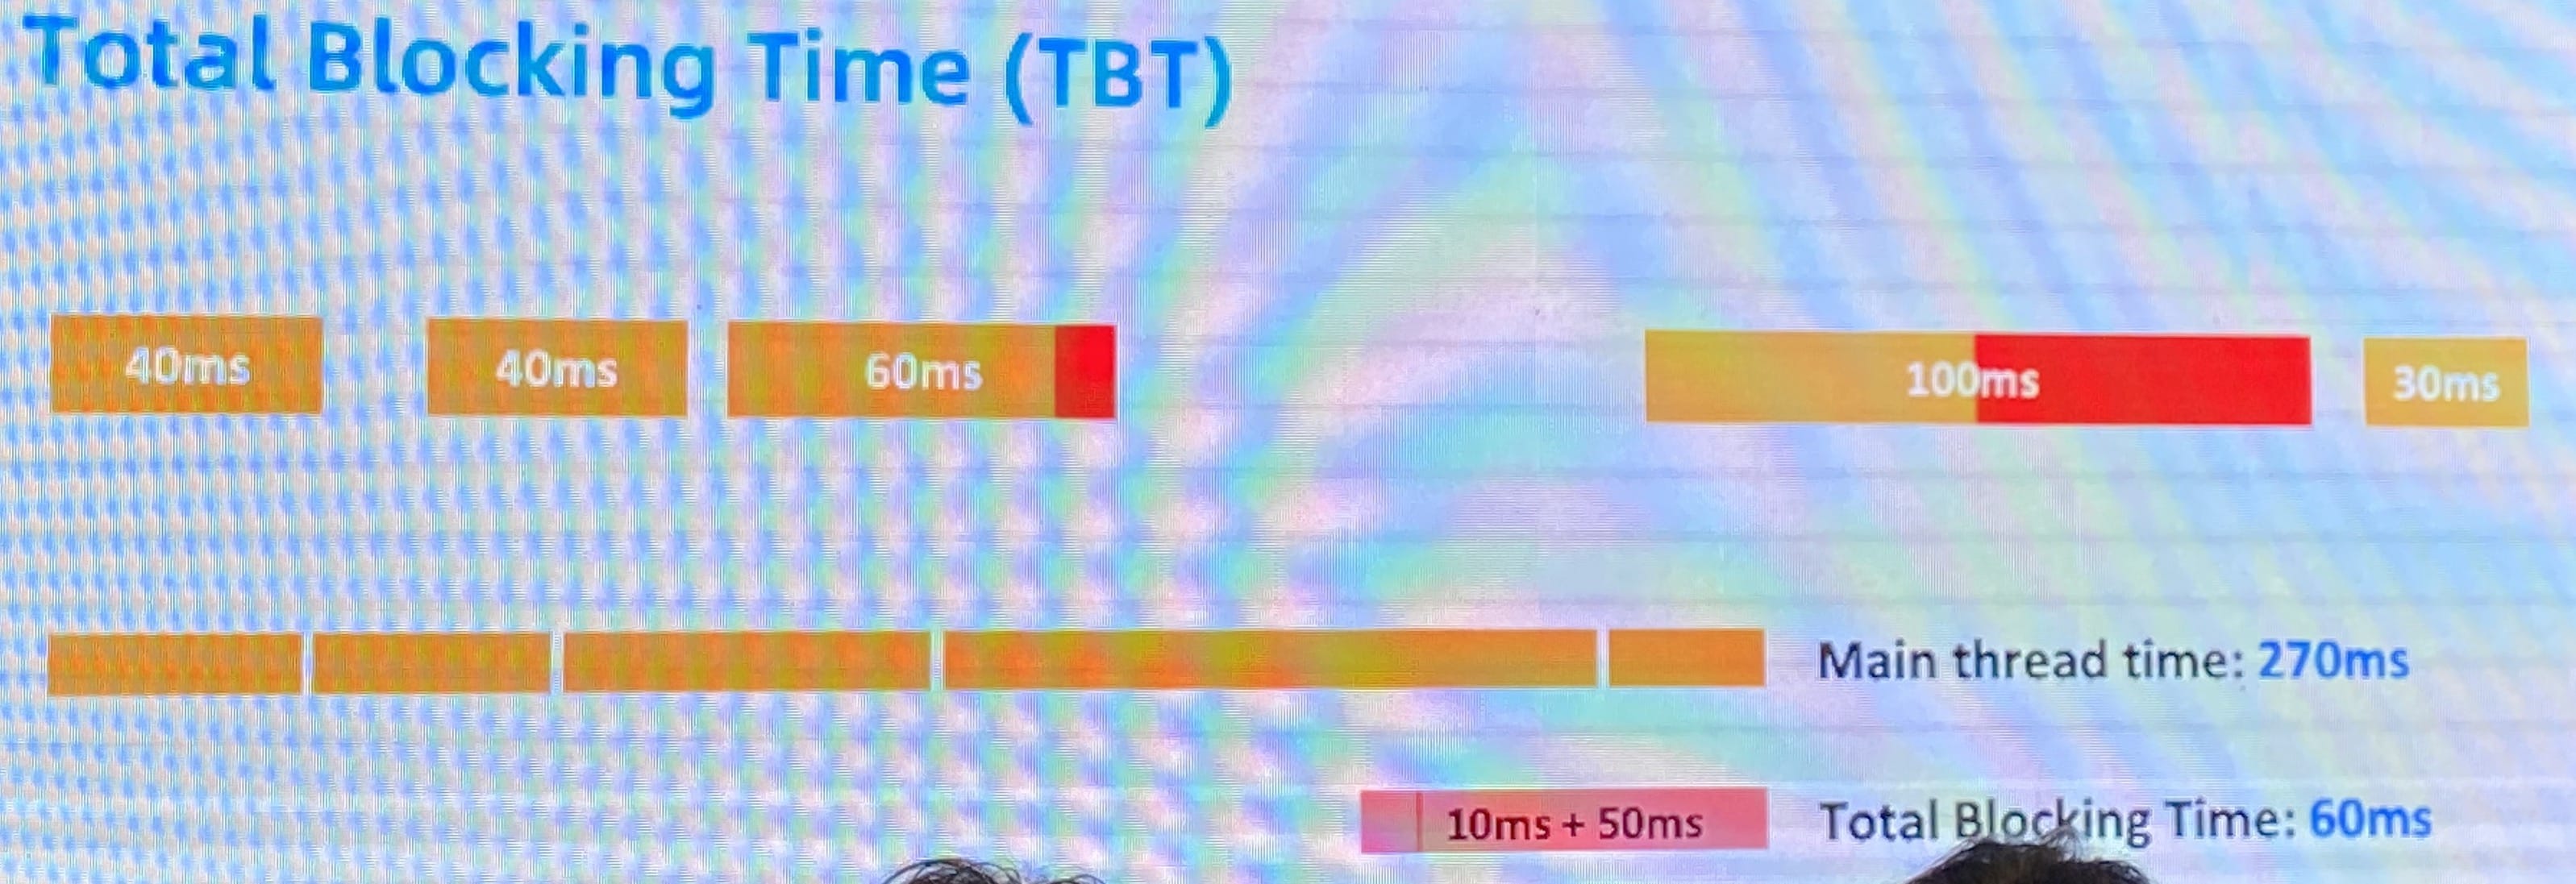 Total Blocking Time (TBT)
40ms
40ms
60ms
100ms
30ms
Main thread time: 270ms
10ms + 50ms
Total Blocking Time: 60ms